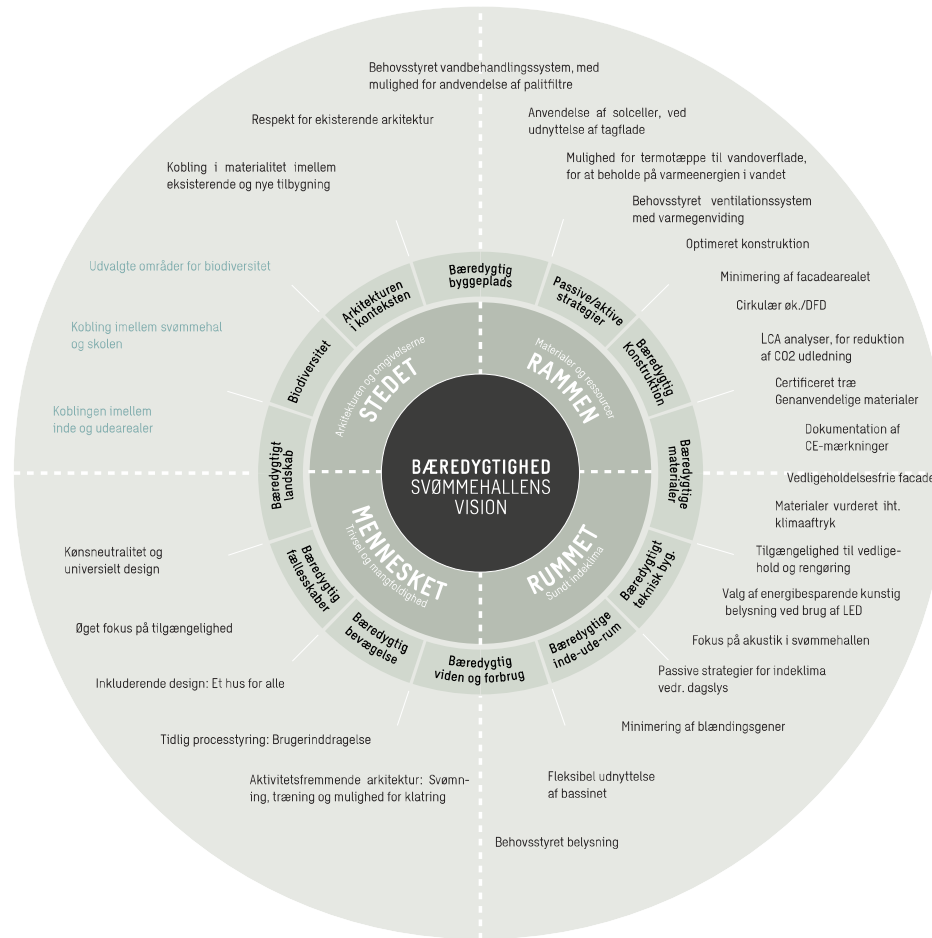 Behovsstyret vandbehandlingssystem, med
mulighed for andvendelse af palitfiltre
Respekt for ekisterende arkitektur
Kobling i materialitet imellem
eksisterende og nye tilbygning
Udvalgte områder for biodiversitet
Kobling imellem svømmehal
og skolen
Koblingen imellem
inde og udearealer
Anvendelse af solceller, ved
udnyttelse af tagflade
Mulighed for termotæppe til vandoverflade,
for at beholde på varmeenergien i vandet
Behovsstyret ventilationssystem
med varmegenviding
Optimeret konstruktion
Minimering af facadearealet
Cirkulær øk./DFD
LCA analyser, for reduktion
af CO2 udledning
Certificeret træ
Genanvendelige materialer
Dokumentation af
CE-mærkninger
Vedligeholdelsesfrie facade
Materialer vurderet iht.
klimaaftryk
Tilgængelighed til vedlige-
hold og rengøring
Valg af energibesparende kunstig
belysning ved brug af LED
Fokus på akustik i svømmehallen
Passive strategier for indeklima
vedr. dagslys
Minimering af blændingsgener
Fleksibel udnyttelse
af bassinet
Behovsstyret belysning
Kønsneutralitet og
universielt design
Øget fokus på tilgængelighed
Inkluderende design: Et hus for alle
Tidlig processtyring: Brugerinddragelse
Aktivitetsfremmende arkitektur: Svømn-
ing, træning og mulighed for klatring
Bæredygtig
byggeplads
Passive/aktive
strategier
Bæredygtig
Konstruktion
Bæredygtige
materialer
Bæredygtigt
teknisk byg.
Bæredygtige
inde-ude-rum
Bæredygtig
viden og forbrug
Bæredygtig
bevægelse
Bæredygtig
fællesskaber
Bæredygtigt
landskab
Biodiversitet
Arkitekturen
i konteksten
Arkitekturen og omgivelserne
STEDET
Materialer og ressourcer
RAMMEN
MENNESKET
Trivsel og mangfoldighed
RUMMET
Sundt indeklima
BÆREDYGTIGHED
SVØMMEHALLENS
VISION